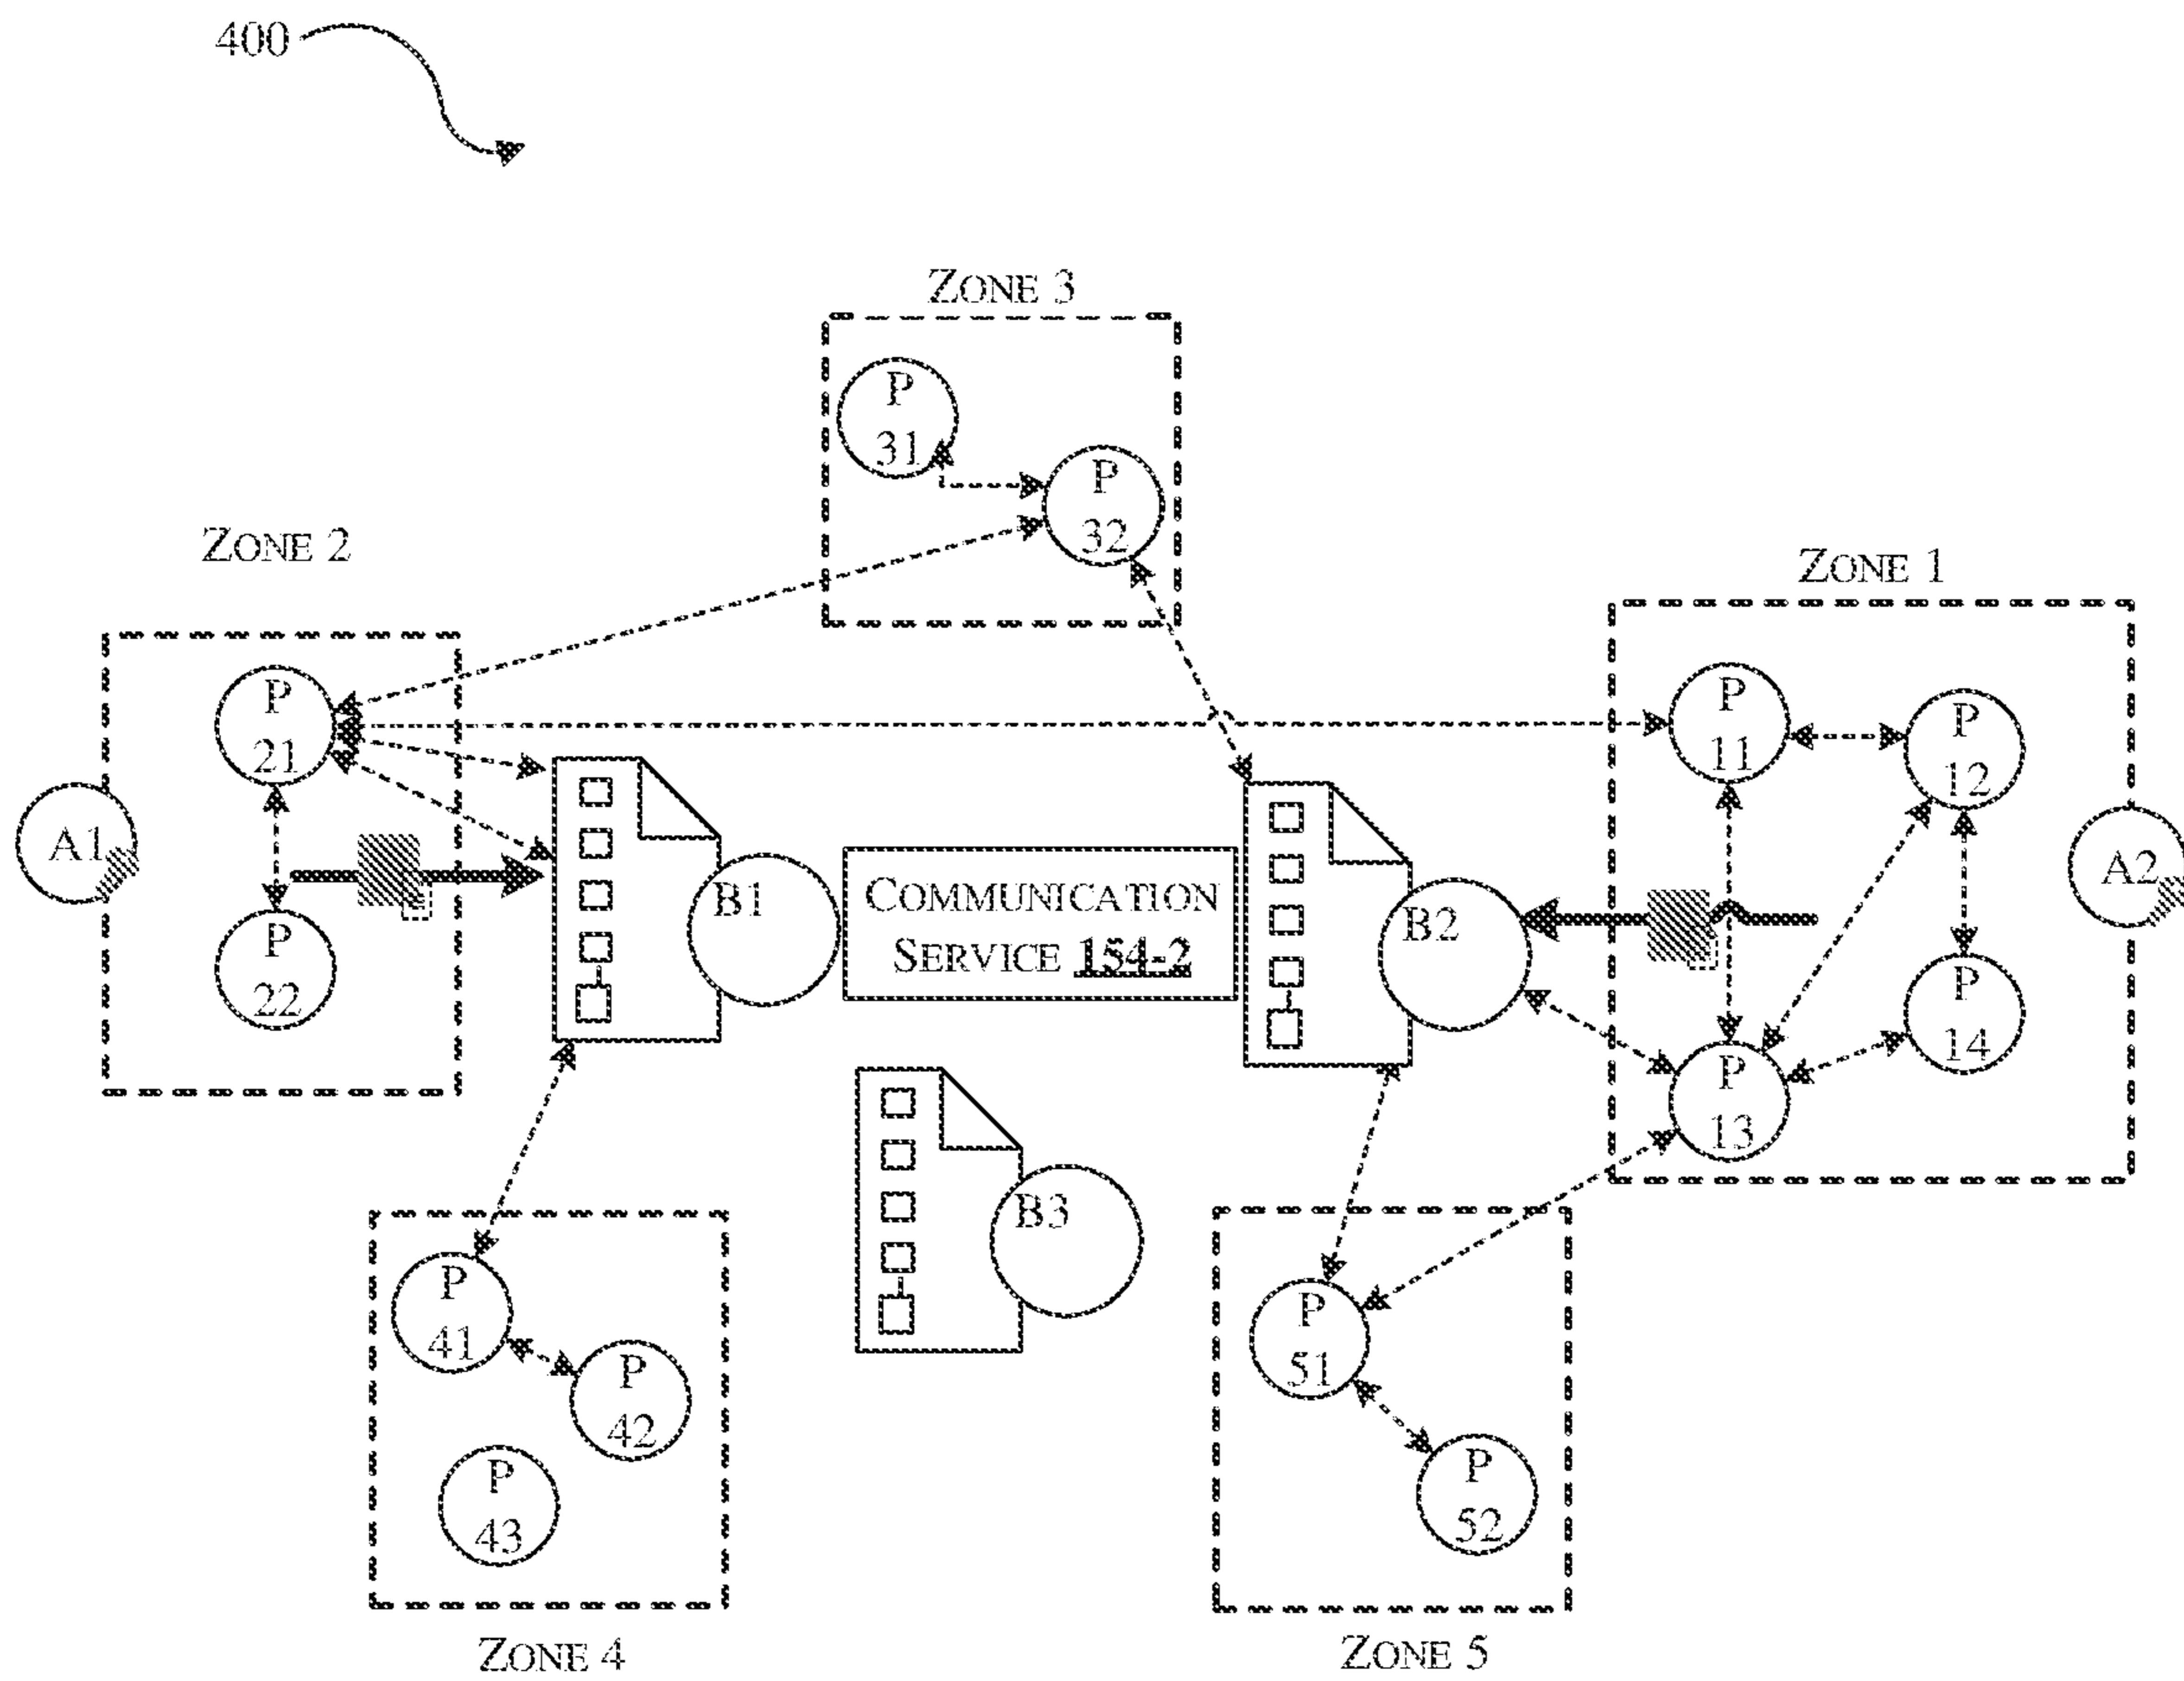 400
ZONE 3
P
31
P
32
ZONE 2
ZONE 1
P
21
P
11
P
12
A1
A2
B1
COMMUNICATION
SERVICE 154-2
B2
P
22
P
14
P
13
B3
P
41
P
42
P
43
P
51
P
52
ZONE 4
ZONE 5